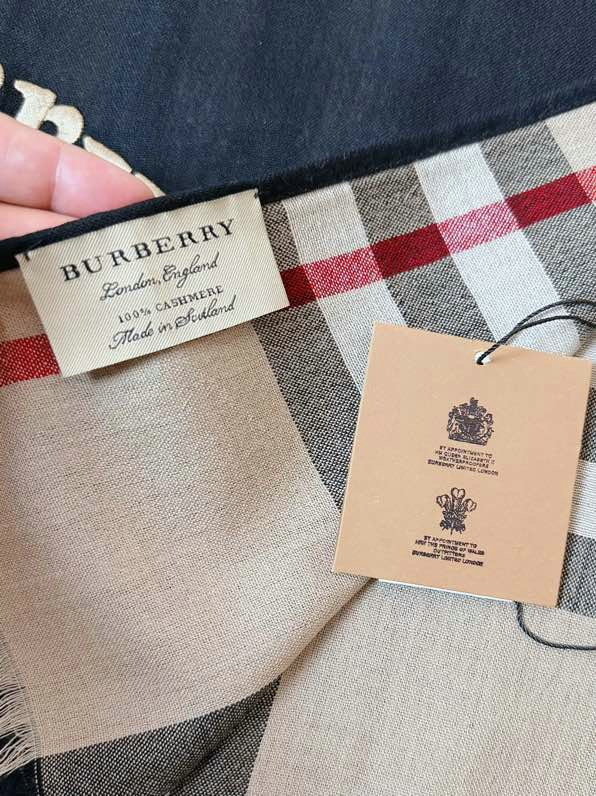 BURBERRY
London, England
100% CASHMERE
Made in Scotland
BY APPOINTMENT TO
HM QUEEN ELIZABETH II
WEATHERPROOFERS
BURBERRY LIMITED LONDON
BY APPOINTMENT TO
HRH THE PRINCE OF WALES
OUTFITTERS
BURBERRY LIMITED LONDON